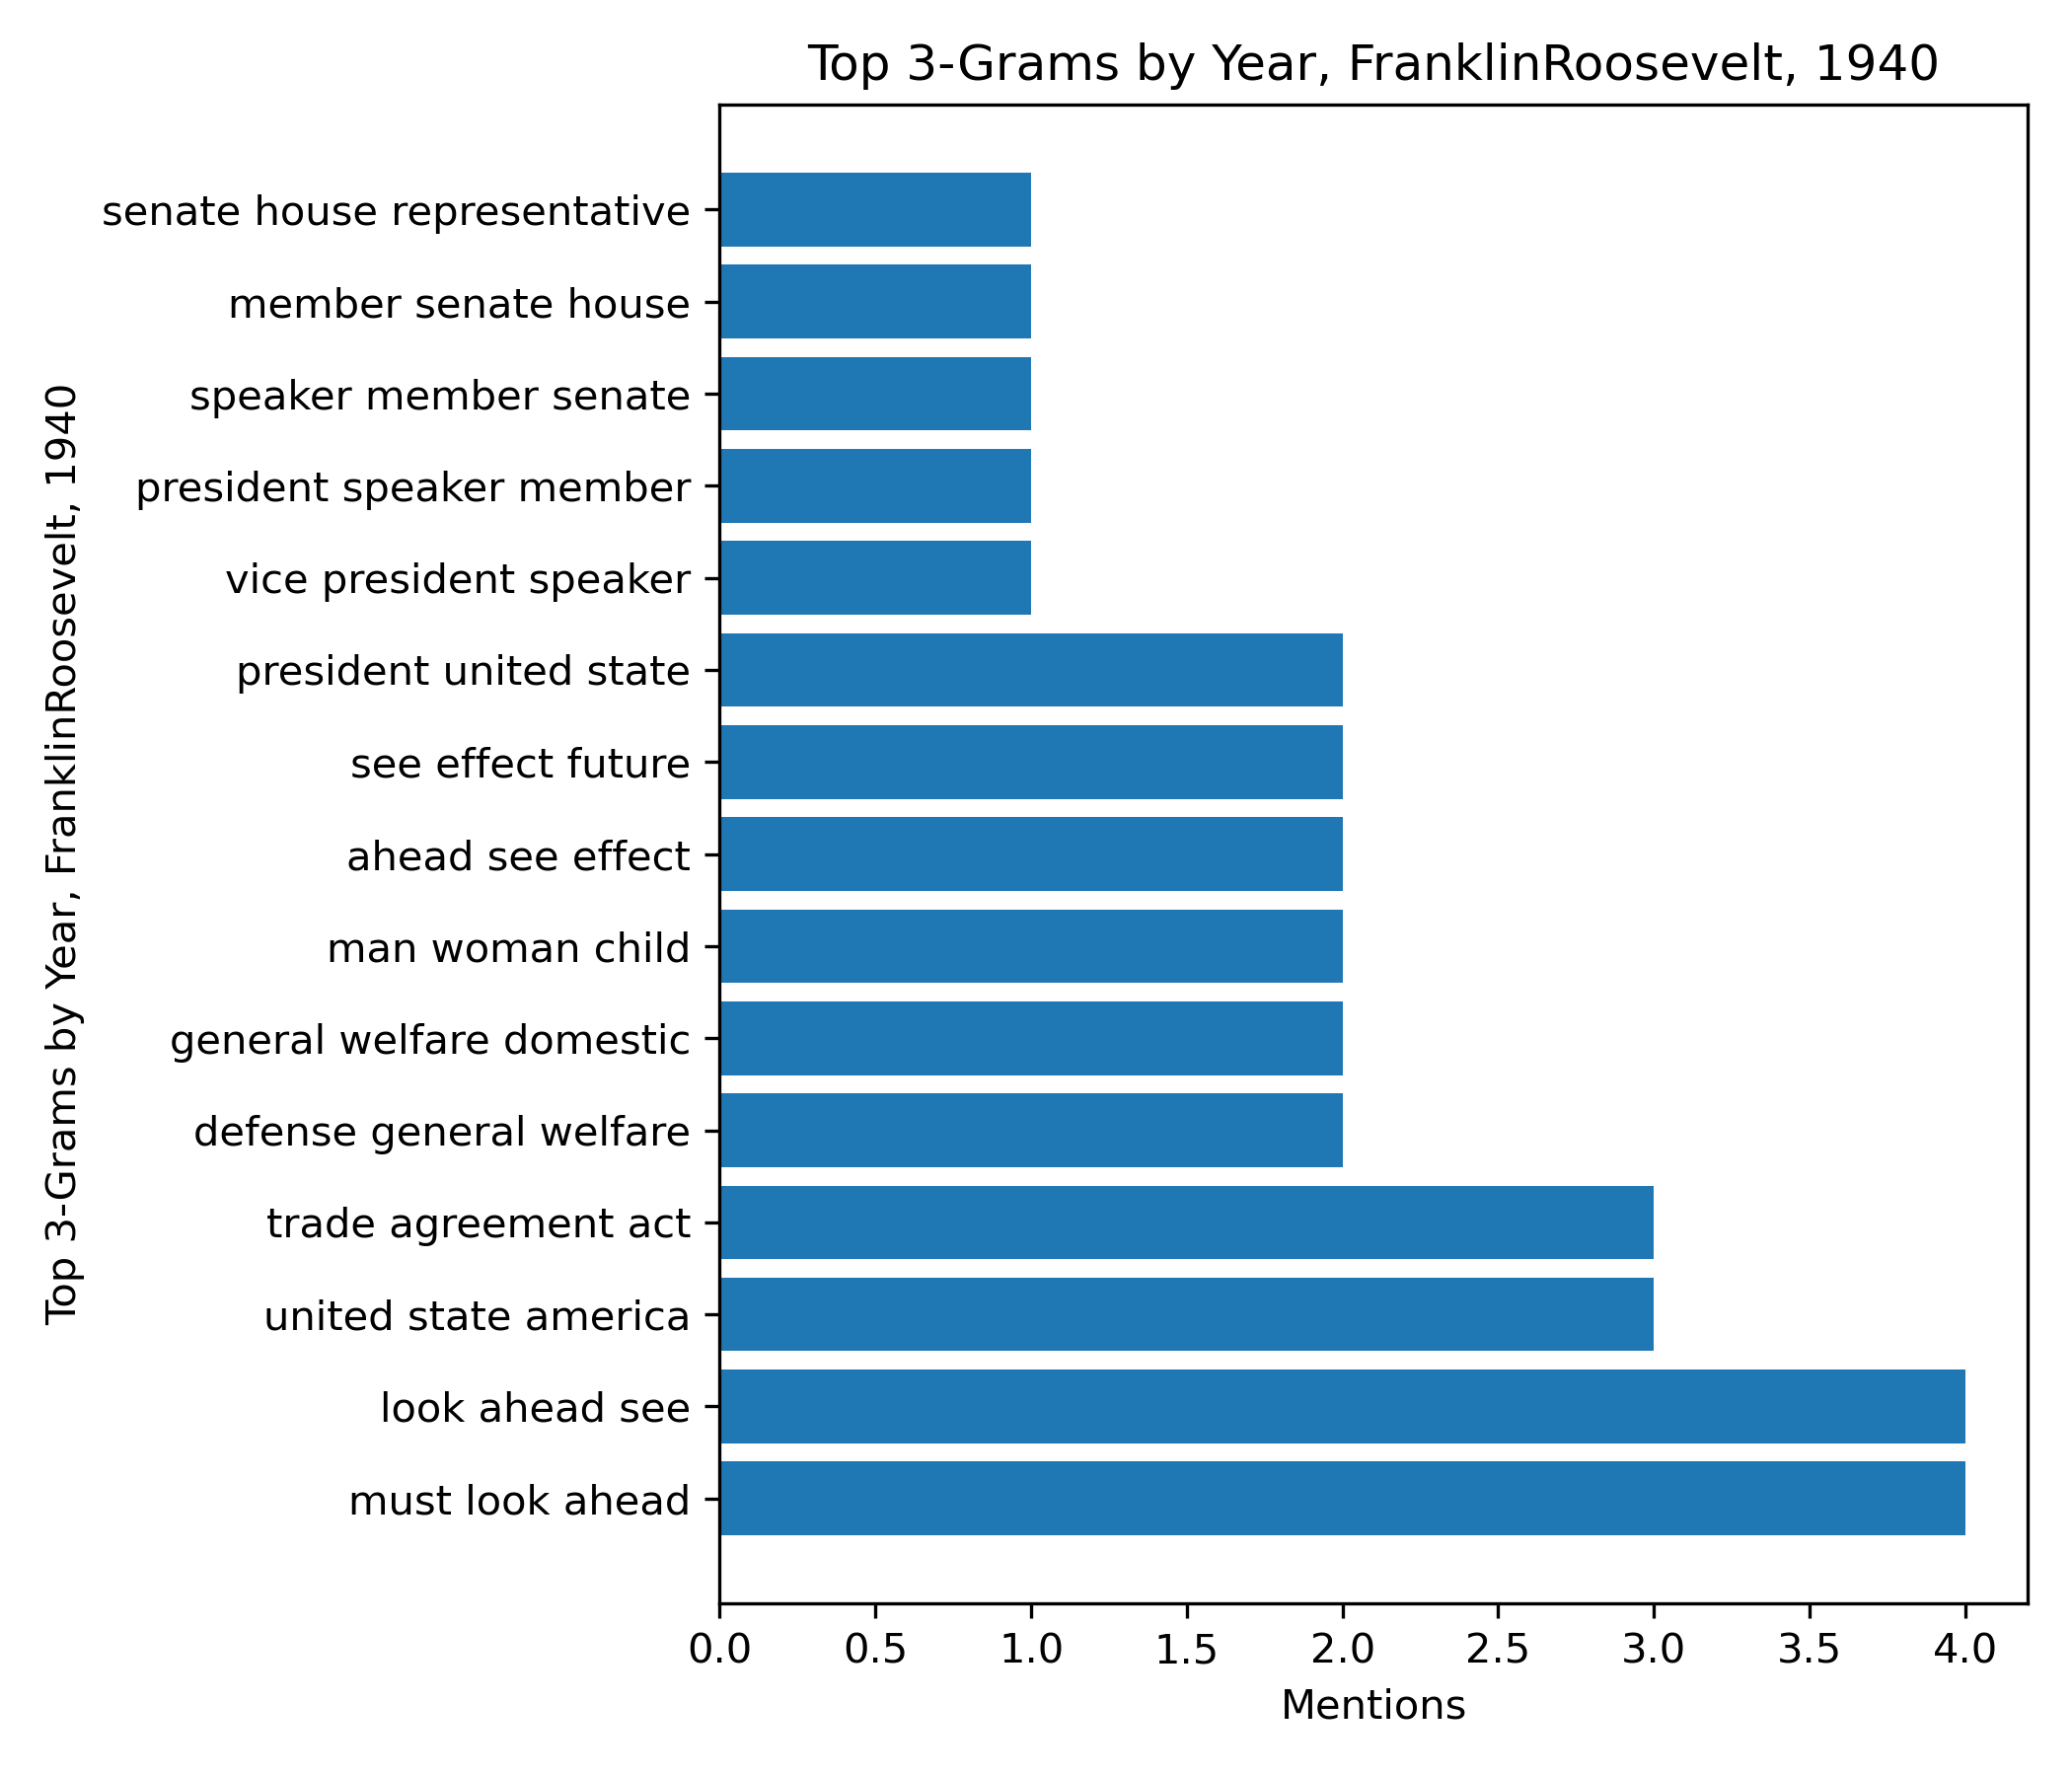 Top 3-Grams by Year, FranklinRoosevelt, 1940
Top 3-Grams by Year, FranklinRoosevelt, 1940
senate house representative
member senate house
speaker member senate
president speaker member
vice president speaker
president united state
see effect future
ahead see effect
man woman child
general welfare domestic
defense general welfare
trade agreement act
united state america
look ahead see
must look ahead
0.0 0.5 1.0 1.5 2.0 2.5 3.0 3.5 4.0
Mentions